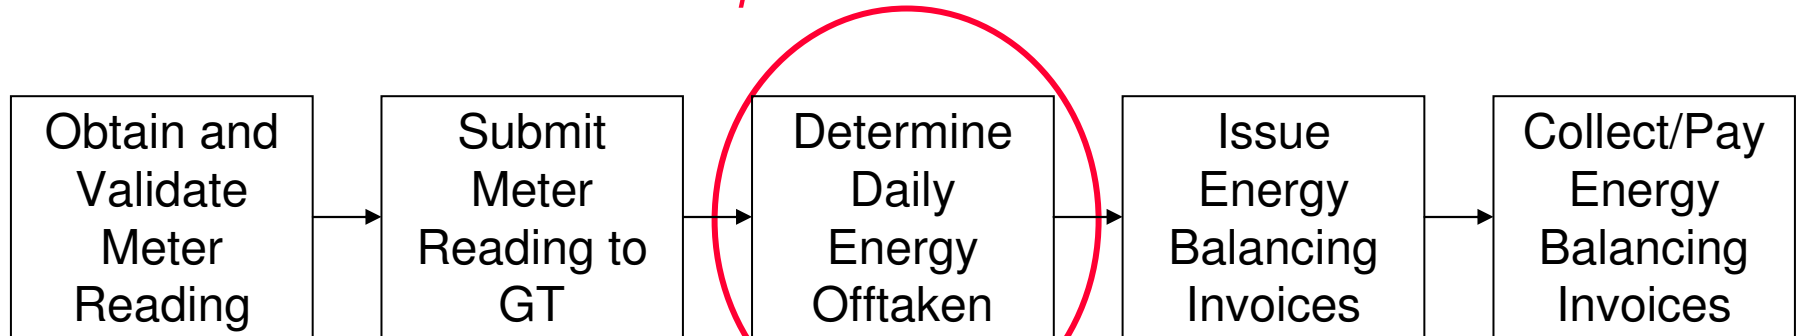 Obtain and
Validate
Meter
Reading
Submit
Meter
Reading to
GT
Determine
Daily
Energy
Offtaken
Issue
Energy
Balancing
Invoices
Collect/Pay
Energy
Balancing
Invoices